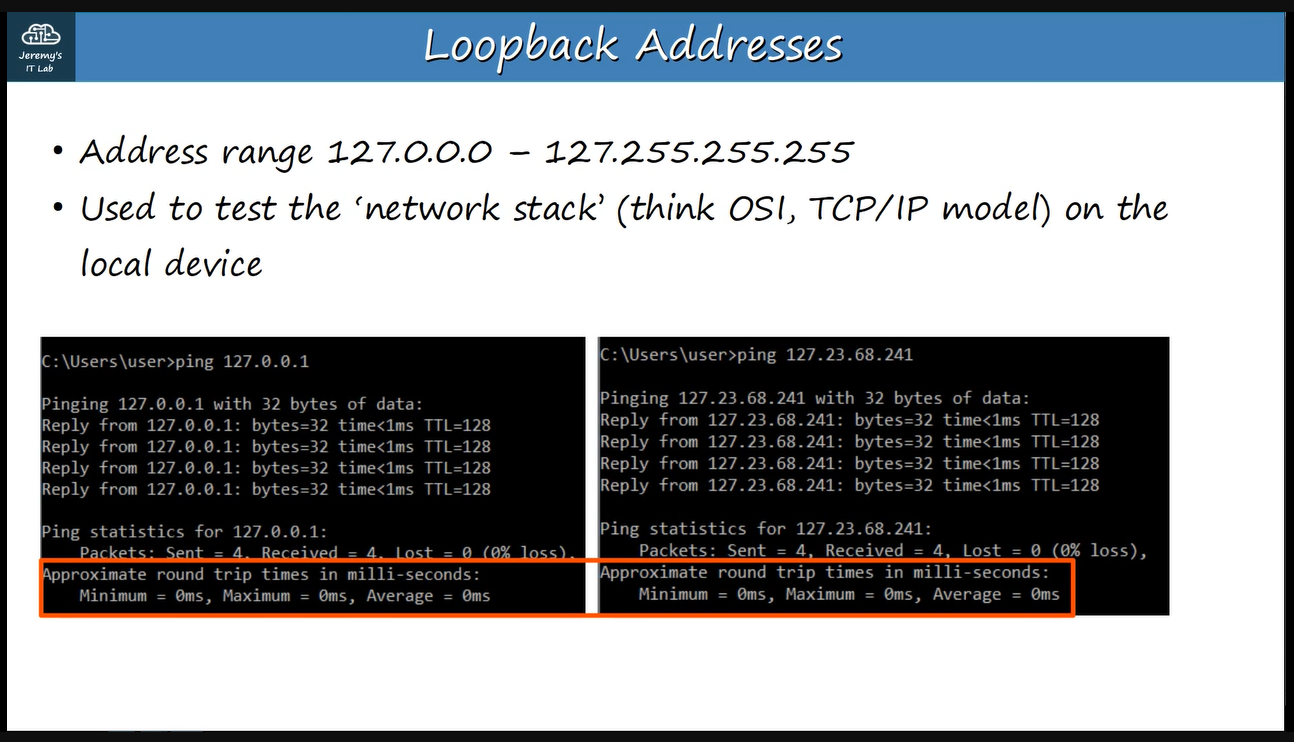 Jeremy's
IT Lab
Loopback Addresses
• Address range 127.0.0.0 – 127.255.255.255
• Used to test the ‘network stack’ (think OSI, TCP/IP model) on the
local device
C:\Users\user>ping 127.0.0.1
Pinging 127.0.0.1 with 32 bytes of data:
Reply from 127.0.0.1: bytes=32 time<1ms TTL=128
Reply from 127.0.0.1: bytes=32 time<1ms TTL=128
Reply from 127.0.0.1: bytes=32 time<1ms TTL=128
Reply from 127.0.0.1: bytes=32 time<1ms TTL=128
Ping statistics for 127.0.0.1:
Packets: Sent = 4, Received = 4, Lost = 0 (0% loss),
Approximate round trip times in milli-seconds:
Minimum = 0ms, Maximum = 0ms, Average = 0ms
C:\Users\user>ping 127.23.68.241
Pinging 127.23.68.241 with 32 bytes of data:
Reply from 127.23.68.241: bytes=32 time<1ms TTL=128
Reply from 127.23.68.241: bytes=32 time<1ms TTL=128
Reply from 127.23.68.241: bytes=32 time<1ms TTL=128
Reply from 127.23.68.241: bytes=32 time<1ms TTL=128
Ping statistics for 127.23.68.241:
Packets: Sent = 4, Received = 4, Lost = 0 (0% loss),
Approximate round trip times in milli-seconds:
Minimum = 0ms, Maximum = 0ms, Average = 0ms